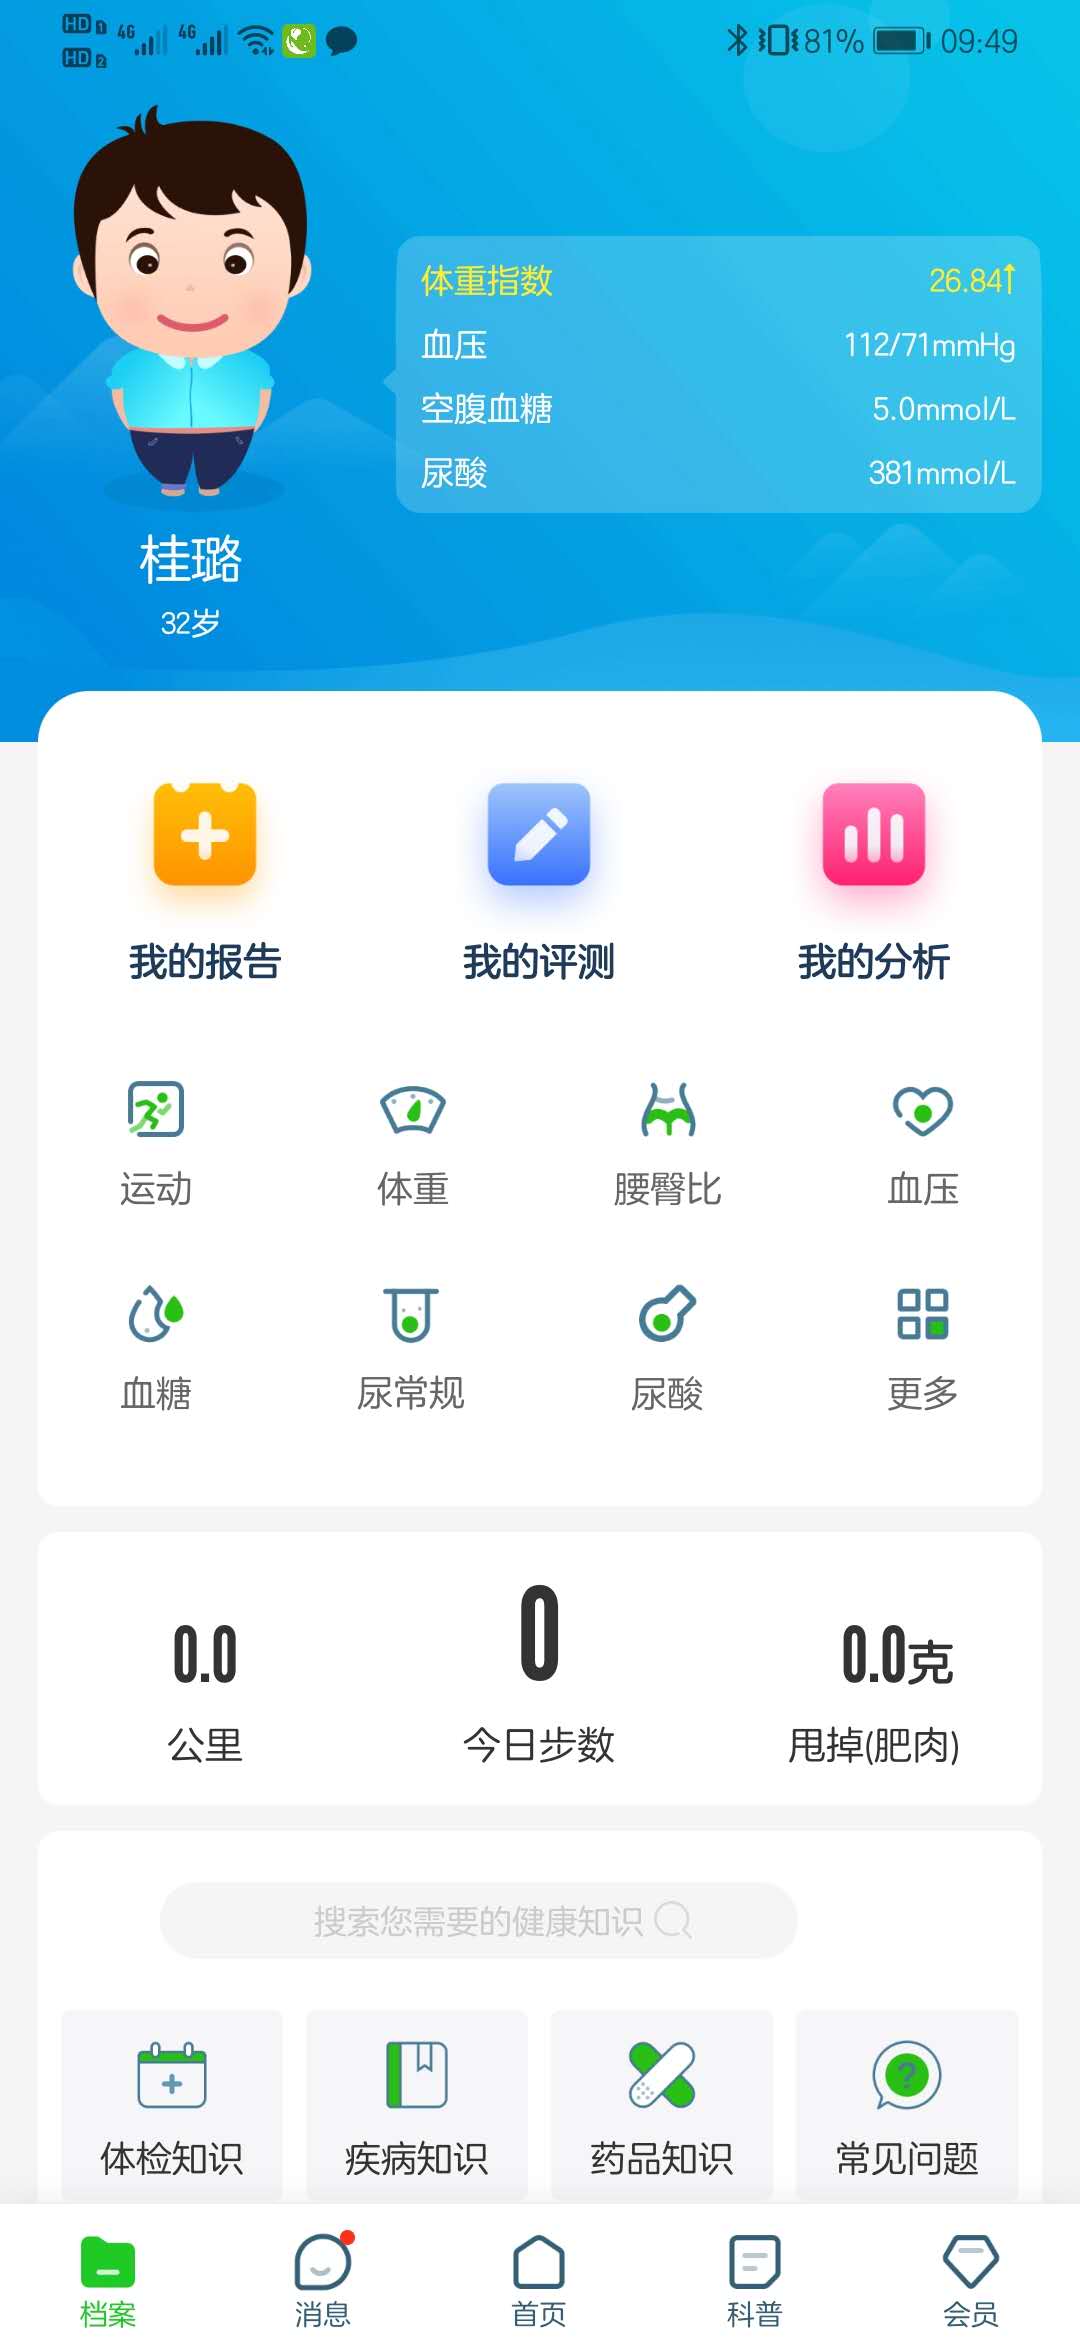 HD 1 4G 4G 81% 09:49
HD 2
体重指数 26.84↑
血压 112/71mmHg
空腹血糖 5.0mmol/L
尿酸 381mmol/L
桂璐
32岁
我的报告 我的评测 我的分析
运动 体重 腰臀比 血压
血糖 尿常规 尿酸 更多
0.0 0 0.0克
公里 今日步数 甩掉(肥肉)
搜索您需要的健康知识
体检知识 疾病知识 药品知识 常见问题
档案 消息 首页 科普 会员